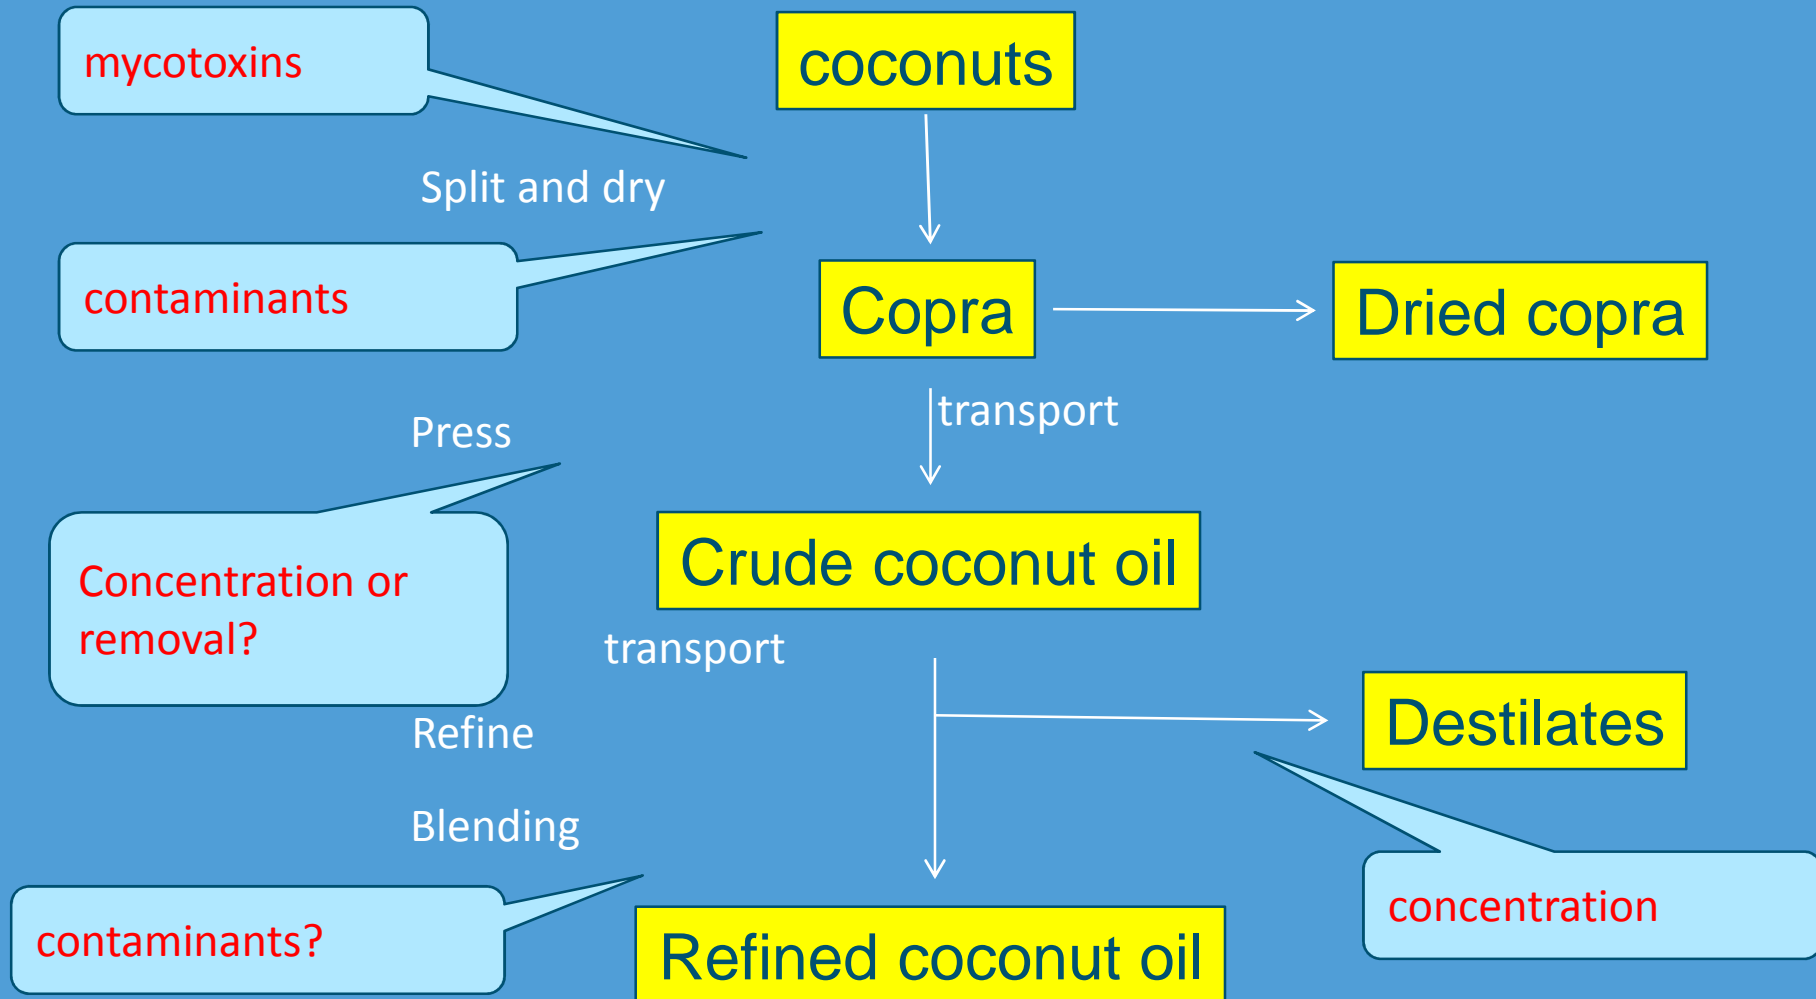 mycotoxins
coconuts
Split and dry
contaminants
Copra
Dried copra
transport
Press
Crude coconut oil
Concentration or
removal?
transport
Destilates
Refine
Blending
concentration
contaminants?
Refined coconut oil